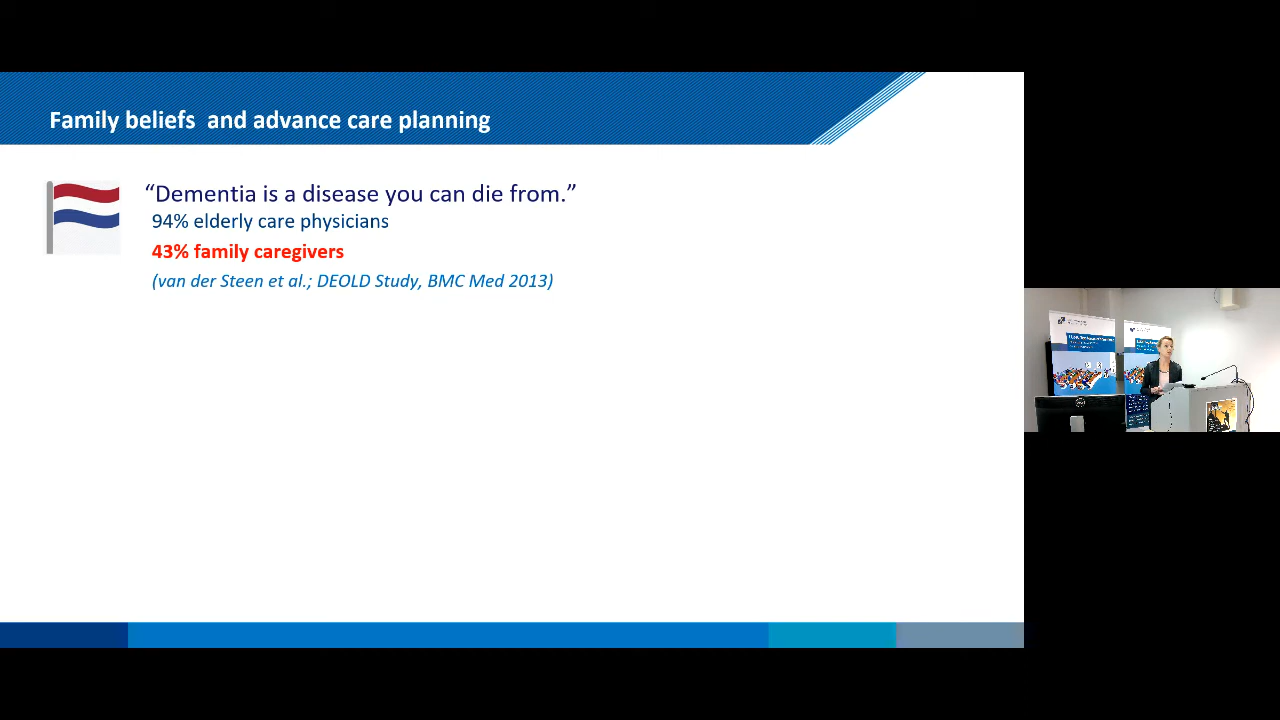 Family beliefs  and advance care planning
“Dementia is a disease you can die from.”
94% elderly care physicians
43% family caregivers
(van der Steen et al.; DEOLD Study, BMC Med 2013)